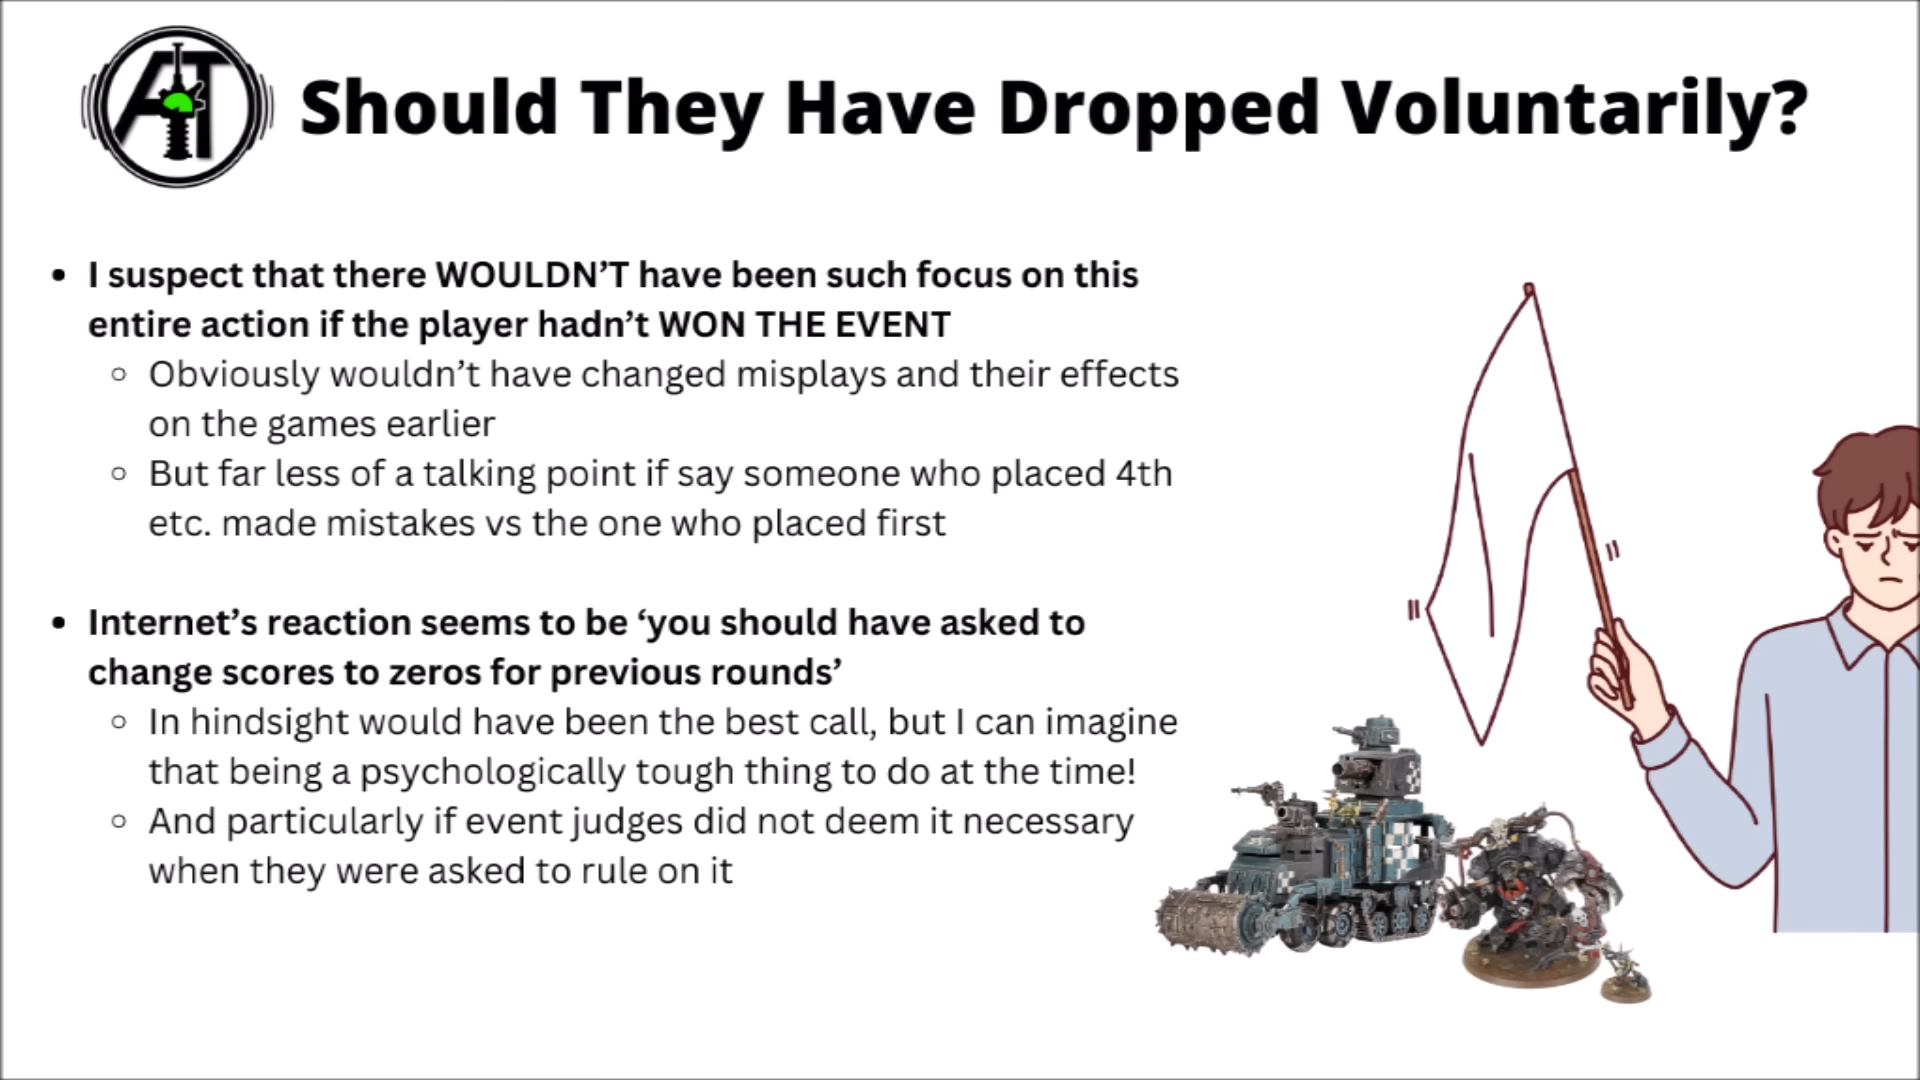 AT
Should They Have Dropped Voluntarily?
• I suspect that there WOULDN’T have been such focus on this
entire action if the player hadn’t WON THE EVENT
◦ Obviously wouldn’t have changed misplays and their effects
on the games earlier
◦ But far less of a talking point if say someone who placed 4th
etc. made mistakes vs the one who placed first
• Internet’s reaction seems to be ‘you should have asked to
change scores to zeros for previous rounds’
◦ In hindsight would have been the best call, but I can imagine
that being a psychologically tough thing to do at the time!
◦ And particularly if event judges did not deem it necessary
when they were asked to rule on it